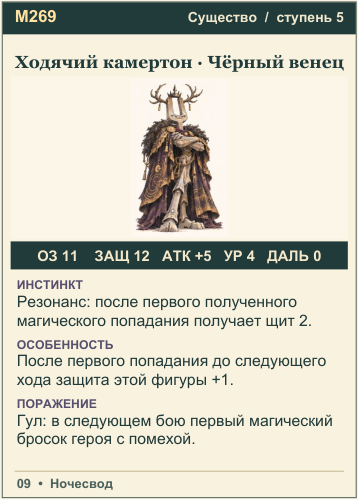 М269
Существо / ступень 5
Ходячий камертон · Чёрный венец
ОЗ 11 ЗАЩ 12 АТК +5 УР 4 ДАЛЬ 0
ИНСТИНКТ
Резонанс: после первого полученного
магического попадания получает щит 2.
ОСОБЕННОСТЬ
После первого попадания до следующего
хода защита этой фигуры +1.
ПОРАЖЕНИЕ
Гул: в следующем бою первый магический
бросок героя с помехой.
09 • Ночесвод